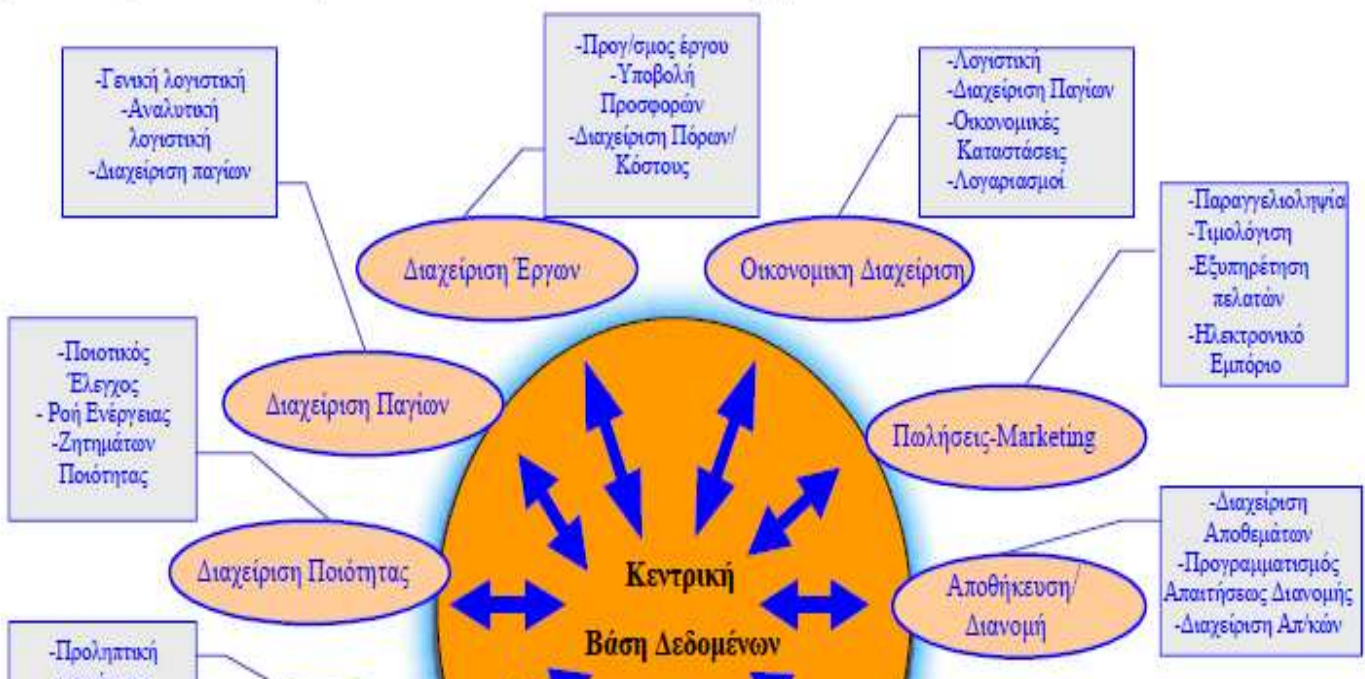 -Γενική λογιστική
-Αναλυτική
λογιστική
-Διαχείριση παγίων
-Προγ/σμος έργου
-Υποβολή
Προσφορών
-Διαχείριση Πόρων/
Κόστους
-Λογιστική
-Διαχείριση Παγίων
-Οικονομικές
Καταστάσεις
-Λογαριασμοί
-Παραγγελιοληψία
-Τιμολόγιση
-Εξυπηρέτηση
πελατών
-Ηλεκτρονικό
Εμπόριο
Διαχείριση Έργων
Οικονομικη Διαχείριση
-Ποιοτικός
Έλεγχος
- Ροή Ενέργειας
-Ζητημάτων
Ποιότητας
Διαχείριση Παγίων
Πωλήσεις-Marketing
Διαχείριση Ποιότητας
Κεντρική
Βάση Δεδομένων
Αποθήκευση/
Διανομή
-Διαχείριση
Αποθεμάτων
-Προγραμματισμός
Απαιτήσεως Διανομής
-Διαχείριση Απ/κών
-Προληπτική